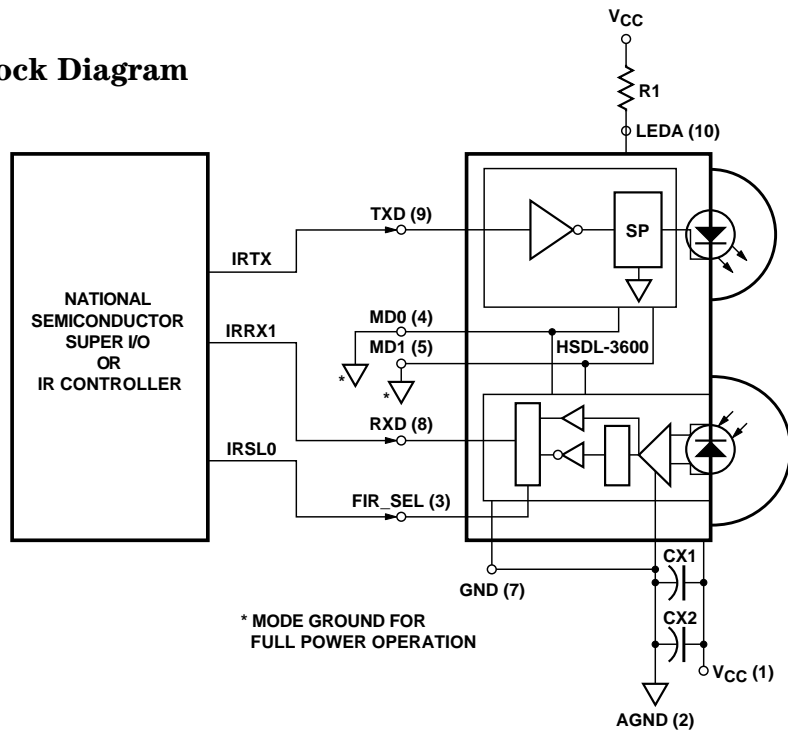 ock Diagram
VCC
R1
LEDA (10)
TXD (9)
SP
IRTX
NATIONAL
SEMICONDUCTOR
SUPER I/O
OR
IR CONTROLLER
MD0 (4)
IRRX1
MD1 (5)
HSDL-3600
*
*
RXD (8)
IRSL0
FIR_SEL (3)
CX1
GND (7)
* MODE GROUND FOR
FULL POWER OPERATION
CX2
VCC (1)
AGND (2)